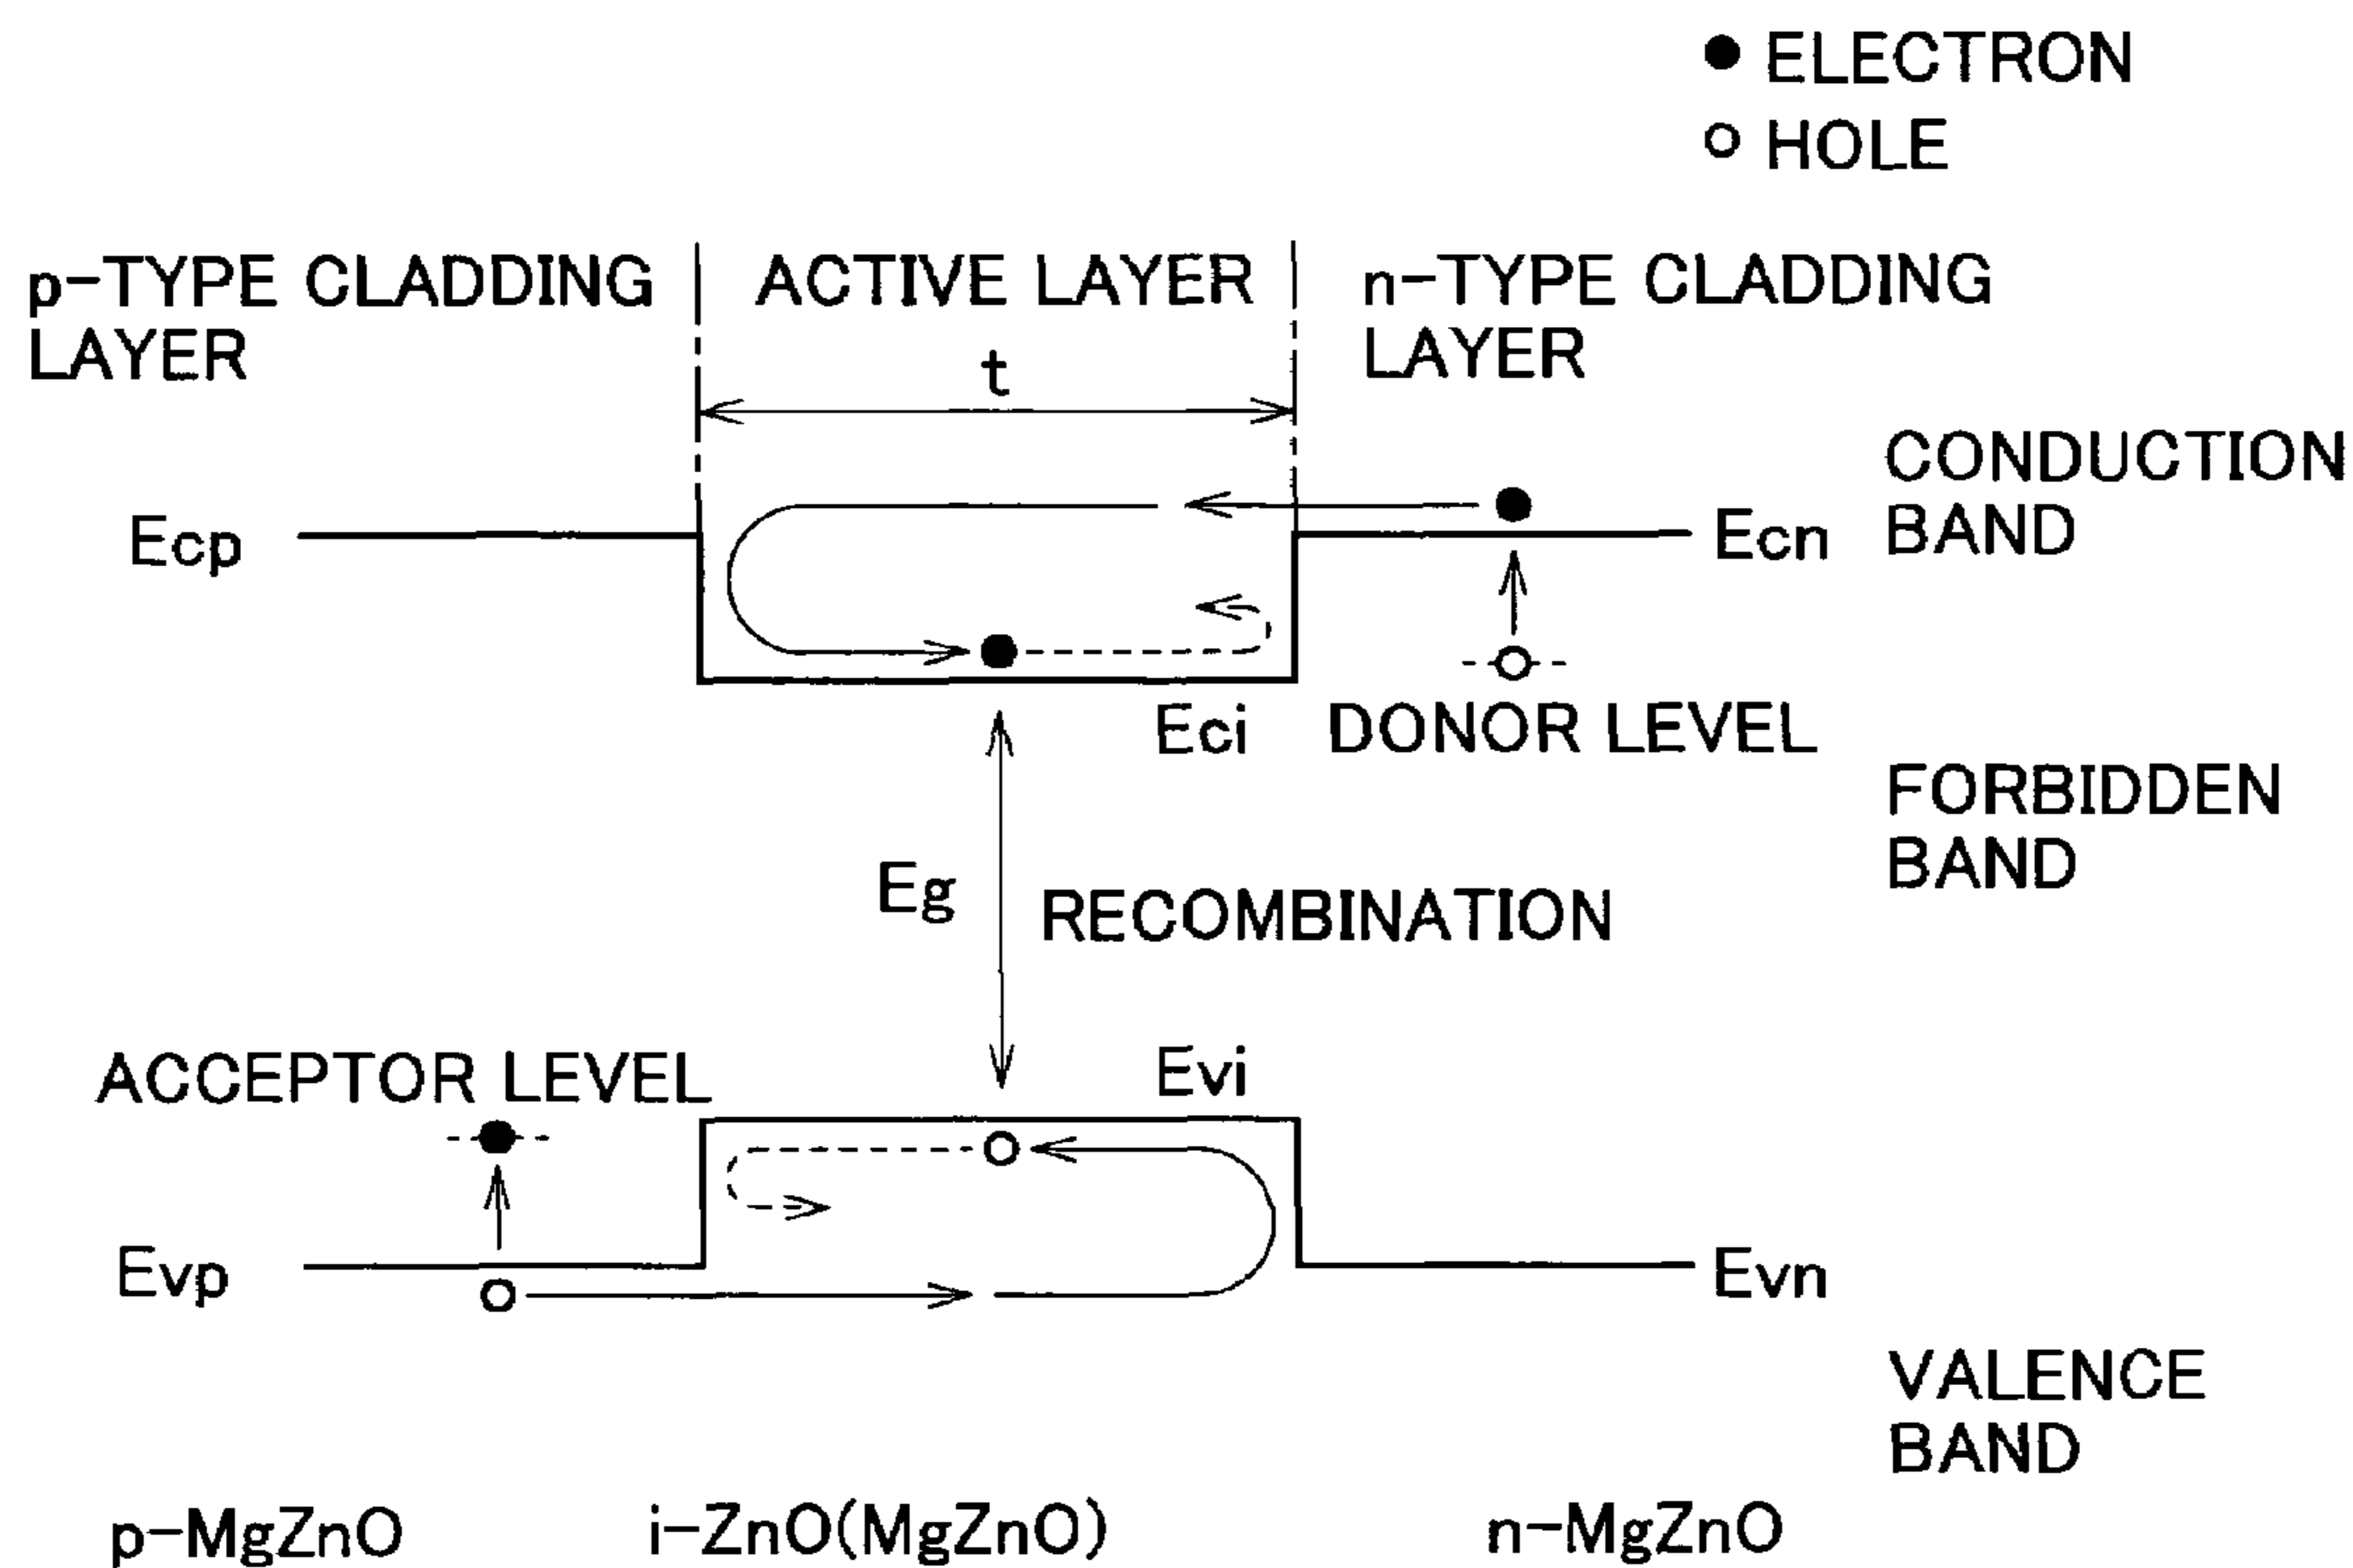 ● ELECTRON
○ HOLE
p-TYPE CLADDING
LAYER
ACTIVE LAYER
n-TYPE CLADDING
LAYER
t
CONDUCTION
BAND
Ecp
Ecn
Eci
DONOR LEVEL
FORBIDDEN
BAND
Eg
RECOMBINATION
ACCEPTOR LEVEL
Evi
Evp
Evn
VALENCE
BAND
p-MgZnO
i-ZnO(MgZnO)
n-MgZnO